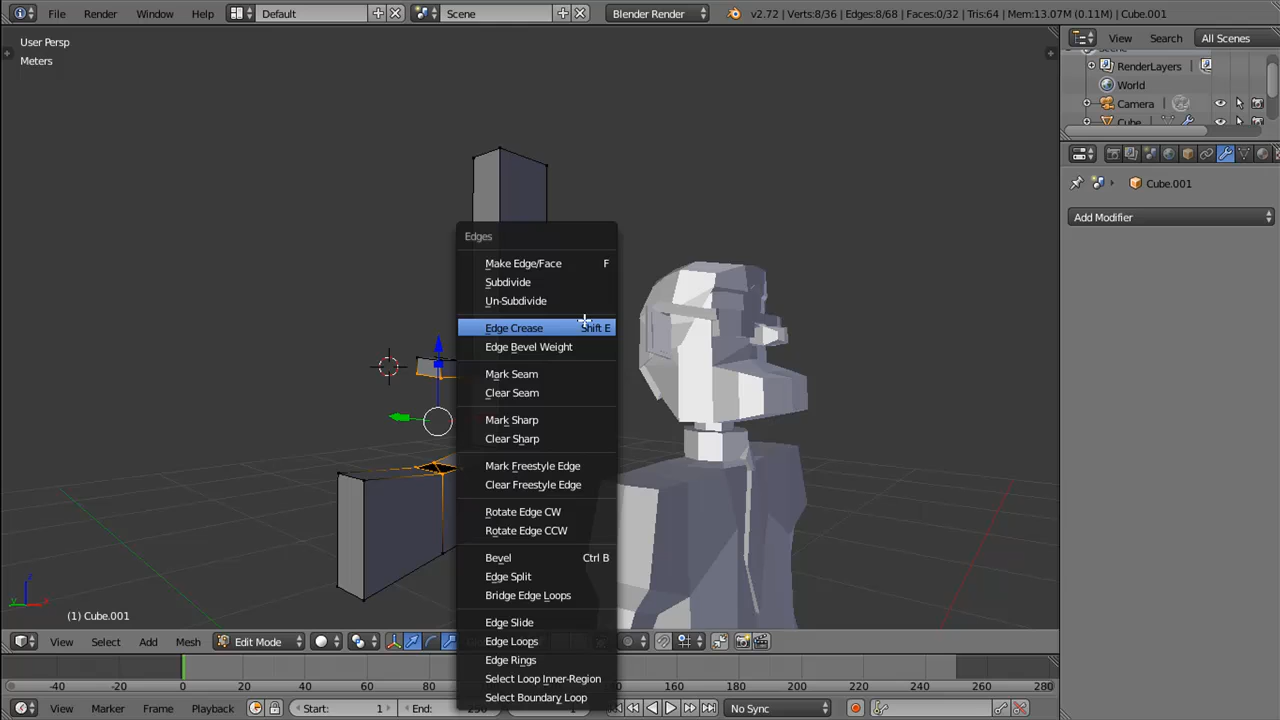 File Render Window Help Default Scene Blender Render v2.72 | Verts:8/36 | Edges:8/68 | Faces:0/32 | Tris:64 | Mem:13.07M (0.11M) | Cube.001
User Persp
Meters
View Search All Scenes
RenderLayers
World
Camera
Cube
Cube.001
Add Modifier
Edges
Make Edge/Face F
Subdivide
Un-Subdivide
Edge Crease Shift E
Edge Bevel Weight
Mark Seam
Clear Seam
Mark Sharp
Clear Sharp
Mark Freestyle Edge
Clear Freestyle Edge
Rotate Edge CW
Rotate Edge CCW
Bevel Ctrl B
Edge Split
Bridge Edge Loops
Edge Slide
Edge Loops
Edge Rings
Select Loop Inner-Region
Select Boundary Loop
(1) Cube.001
View Select Add Mesh Edit Mode
-40 -20 0 20 40 60 80 160 180 200 220 240 260 280
View Marker Frame Playback Start: 1 End: No Sync